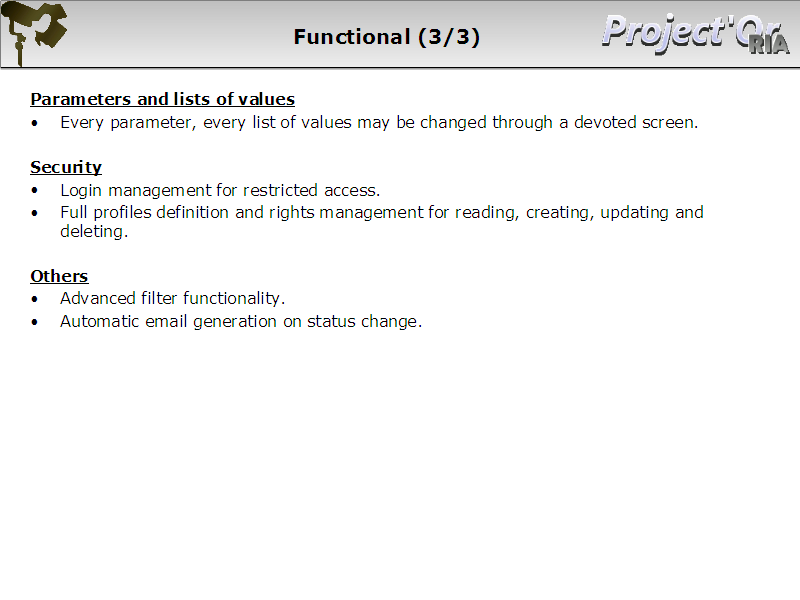 Functional (3/3)
Project'Or
RIA
Parameters and lists of values
• Every parameter, every list of values may be changed through a devoted screen.
Security
• Login management for restricted access.
• Full profiles definition and rights management for reading, creating, updating and
deleting.
Others
• Advanced filter functionality.
• Automatic email generation on status change.